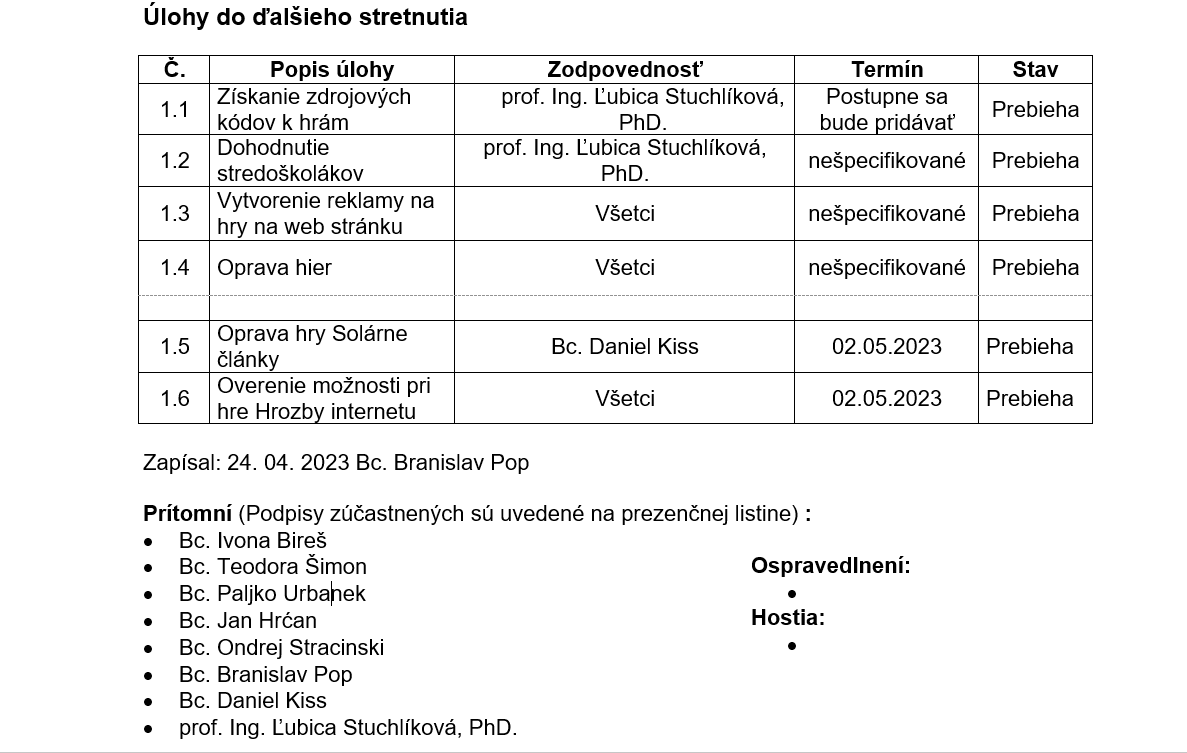 Úlohy do ďalšieho stretnutia
Č. Popis úlohy Zodpovednosť Termín Stav
1.1 Získanie zdrojových kódov k hrám prof. Ing. Ľubica Stuchlíková, PhD. Postupne sa bude pridávať Prebieha
1.2 Dohodnutie stredoškolákov prof. Ing. Ľubica Stuchlíková, PhD. nešpecifikované Prebieha
1.3 Vytvorenie reklamy na hry na web stránku Všetci nešpecifikované Prebieha
1.4 Oprava hier Všetci nešpecifikované Prebieha
1.5 Oprava hry Solárne články Bc. Daniel Kiss 02.05.2023 Prebieha
1.6 Overenie možnosti pri hre Hrozby internetu Všetci 02.05.2023 Prebieha
Zapísal: 24. 04. 2023 Bc. Branislav Pop
Prítomní (Podpisy zúčastnených sú uvedené na prezenčnej listine) :
• Bc. Ivona Bireš
• Bc. Teodora Šimon
• Bc. Paljko Urbanek
• Bc. Jan Hrćan
• Bc. Ondrej Stracinski
• Bc. Branislav Pop
• Bc. Daniel Kiss
• prof. Ing. Ľubica Stuchlíková, PhD.
Ospravedlnení:
•
Hostia:
•